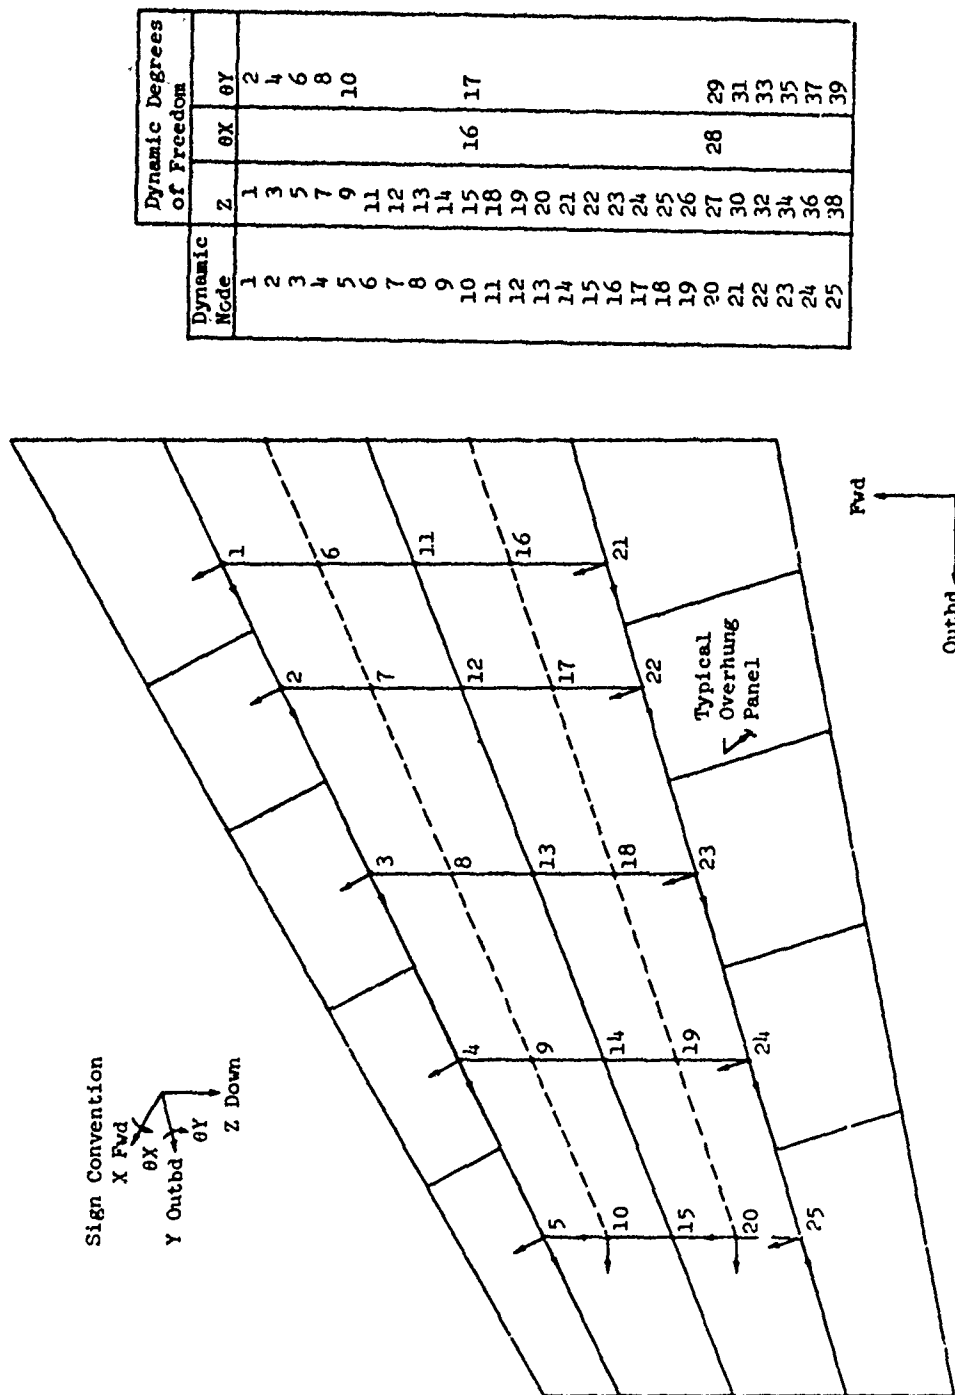 Dynamic Degrees
of Freedom
Dynamic
Node Z θX θY
1 1 2
2 3 4
3 5 6
4 7 8
5 9 10
6 11
7 12
8 13
9 14
10 15 16 17
11 18
12 19
13 20
14 21
15 22
16 23
17 24
18 25
19 26
20 27 28 29
21 30 31
22 32 33
23 34 35
24 36 37
25 38 39
Sign Convention
X Fwd
θX
Y Outbd
θY
Z Down
1
6
11
16
21
2
7
12
17
22
3
8
13
18
23
4
9
14
19
24
5
10
15
20
25
Typical
Overhung
Panel
Fwd
Outbd